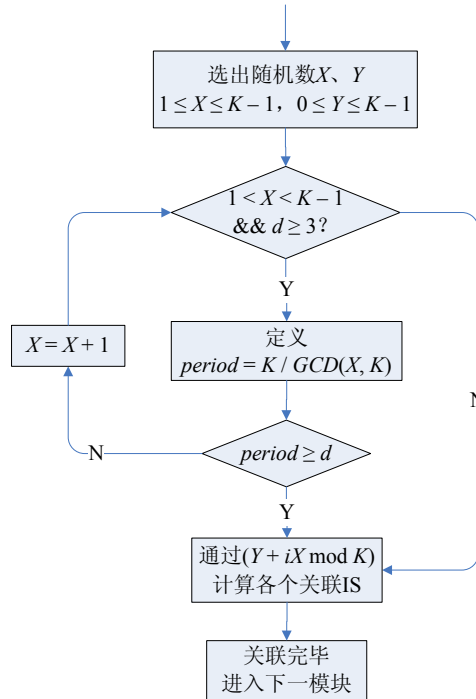 选出随机数X、Y
1 ≤ X ≤ K − 1，0 ≤ Y ≤ K − 1
1 < X < K − 1
&& d ≥ 3?
Y
定义
period = K / GCD(X, K)
X = X + 1
N
N
period ≥ d
Y
通过(Y + iX mod K)
计算各个关联IS
关联完毕
进入下一模块